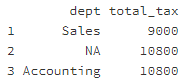 dept total_tax
1 Sales 9000
2 NA 10800
3 Accounting 10800